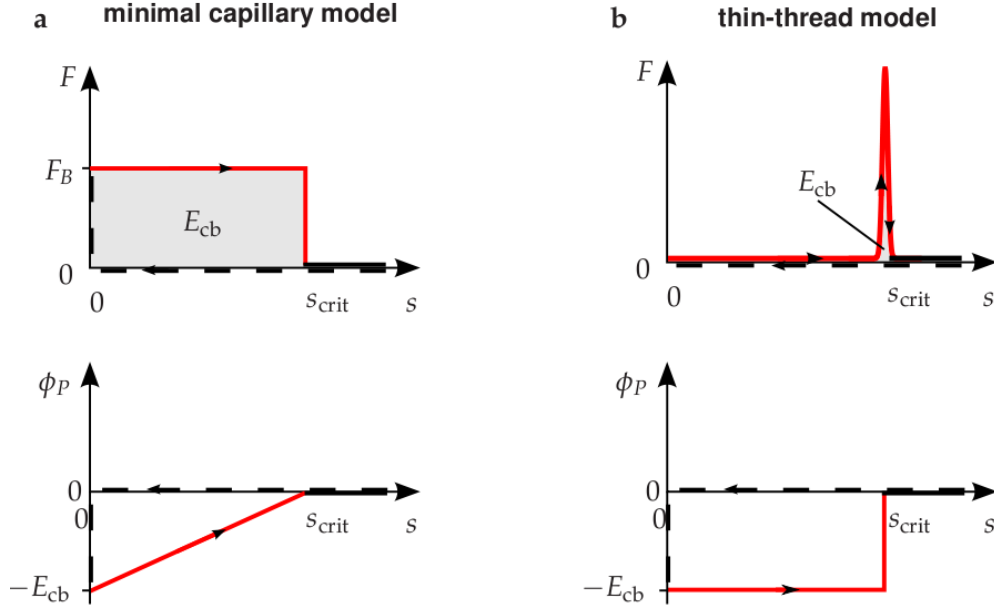 a minimal capillary model
F
F_B
E_cb
0
0 s_crit s
ϕ_P
0
0 s_crit s
−E_cb
b thin-thread model
F
E_cb
0
0 s_crit s
ϕ_P
0
0 s_crit s
−E_cb